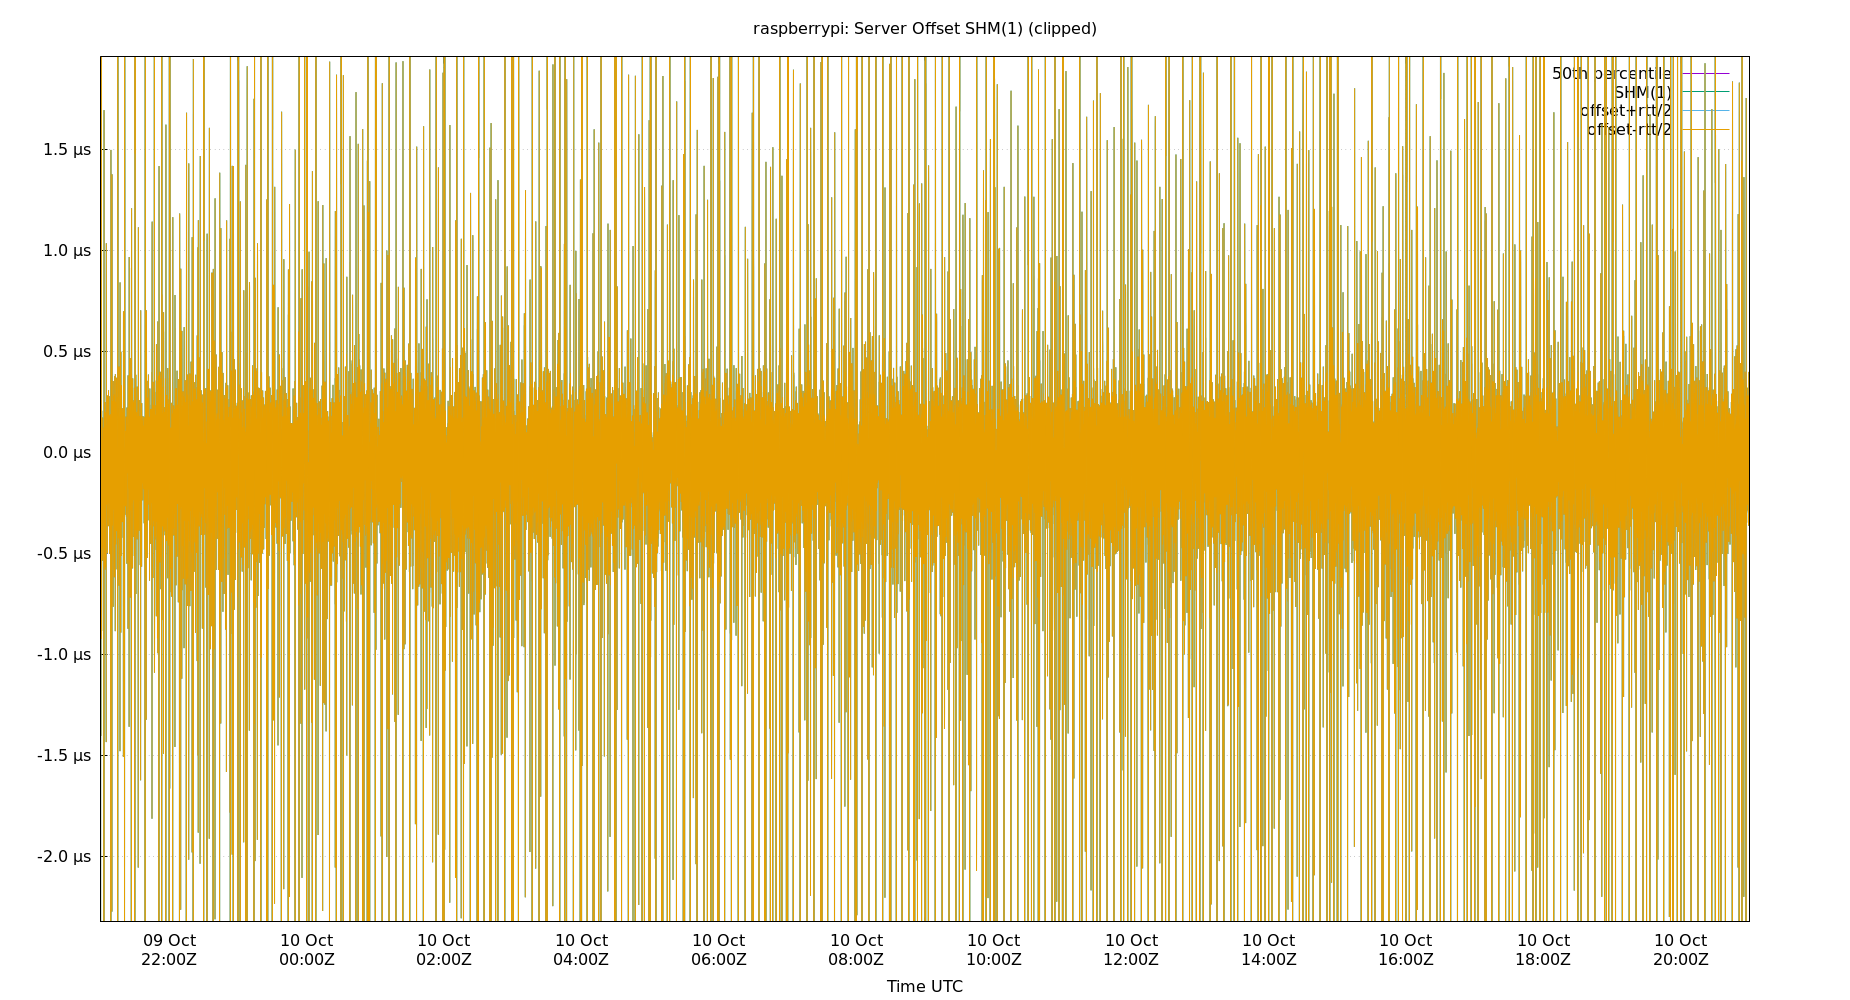 raspberrypi: Server Offset SHM(1) (clipped)
50th percentile
SHM(1)
offset+rtt/2
offset-rtt/2
1.5 µs
1.0 µs
0.5 µs
0.0 µs
-0.5 µs
-1.0 µs
-1.5 µs
-2.0 µs
09 Oct 10 Oct 10 Oct 10 Oct 10 Oct 10 Oct 10 Oct 10 Oct 10 Oct 10 Oct 10 Oct 10 Oct
22:00Z 00:00Z 02:00Z 04:00Z 06:00Z 08:00Z 10:00Z 12:00Z 14:00Z 16:00Z 18:00Z 20:00Z
Time UTC